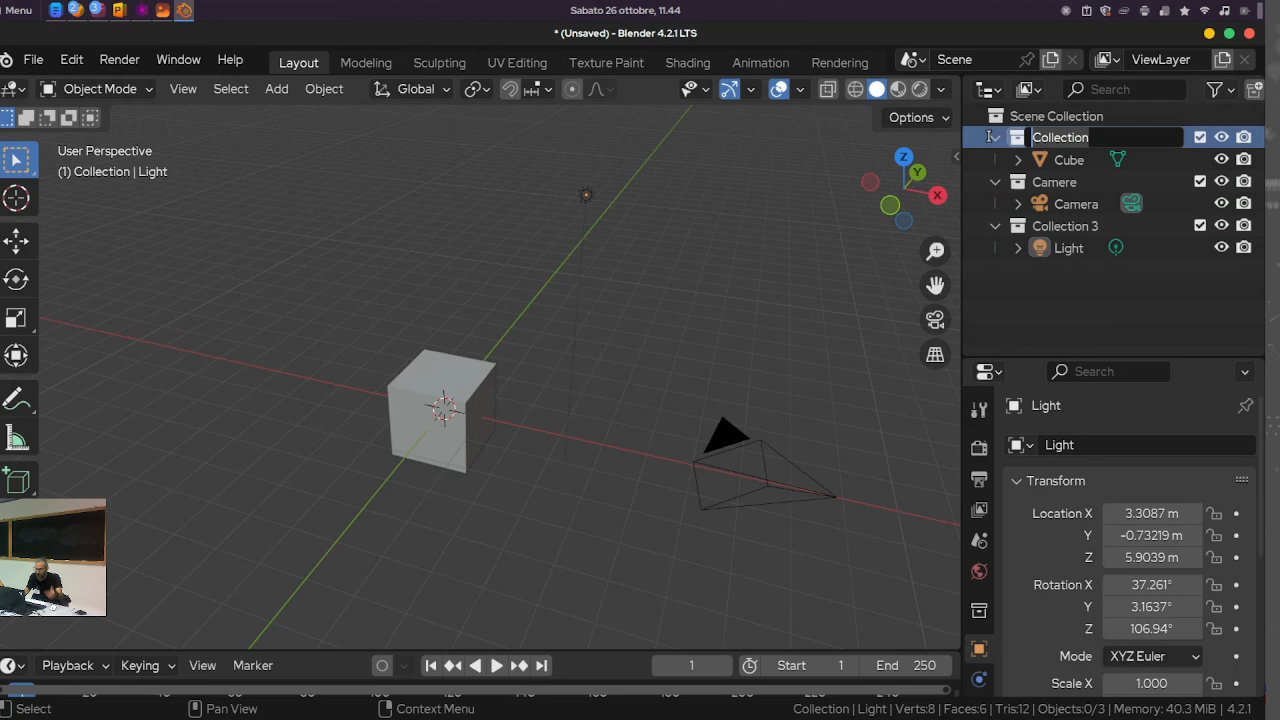 Menu
2
3
Sabato 26 ottobre, 11.44
* (Unsaved) - Blender 4.2.1 LTS
File Edit Render Window Help
Layout Modeling Sculpting UV Editing Texture Paint Shading Animation Rendering
Scene
ViewLayer
Object Mode View Select Add Object Global
Search
Options
Scene Collection
Collection
Cube
Camere
Camera
Collection 3
Light
User Perspective
(1) Collection | Light
Z
Y
X
Search
Light
Light
Transform
Location X 3.3087 m
Y -0.73219 m
Z 5.9039 m
Rotation X 37.261°
Y 3.1637°
Z 106.94°
Mode XYZ Euler
Scale X 1.000
Playback Keying View Marker
1
Start 1
End 250
Select
Pan View
Context Menu
Collection | Light | Verts:8 | Faces:6 | Tris:12 | Objects:0/3 | Memory: 40.3 MiB | 4.2.1